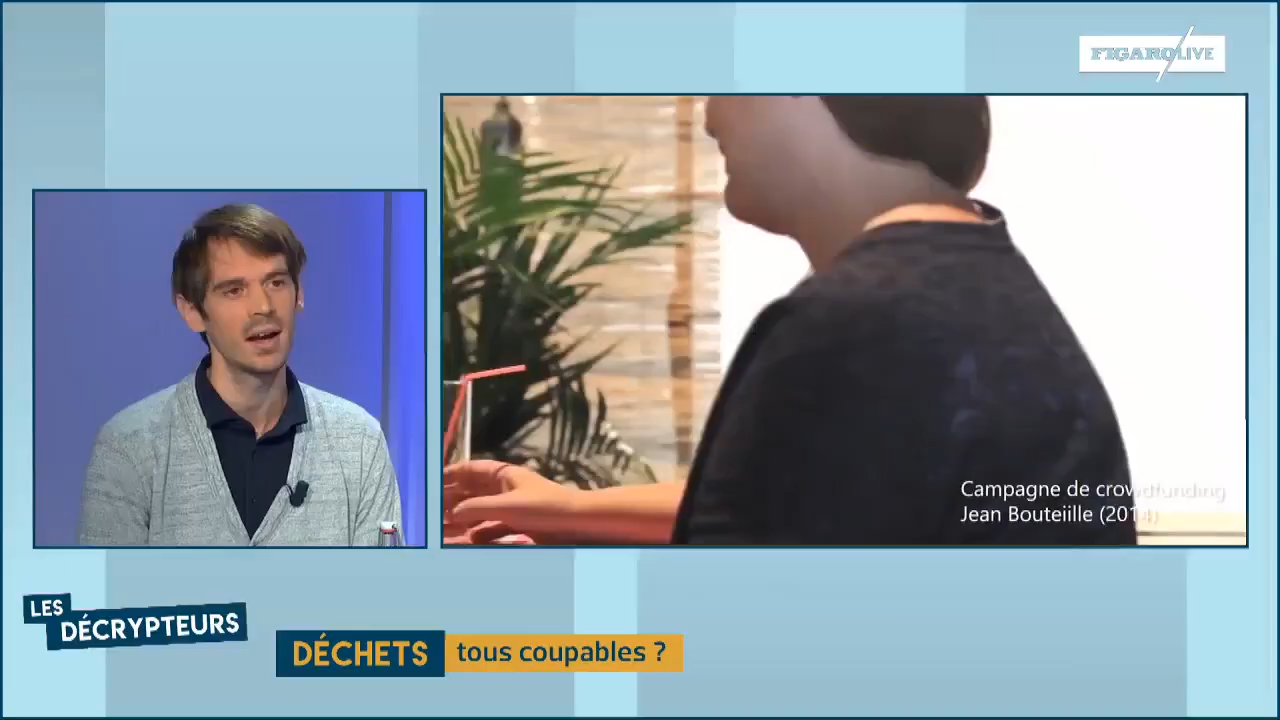 FIGAROLIVE
Campagne de crowdfunding
Jean Bouteiille (2014)
LES
DÉCRYPTEURS
DÉCHETS tous coupables ?